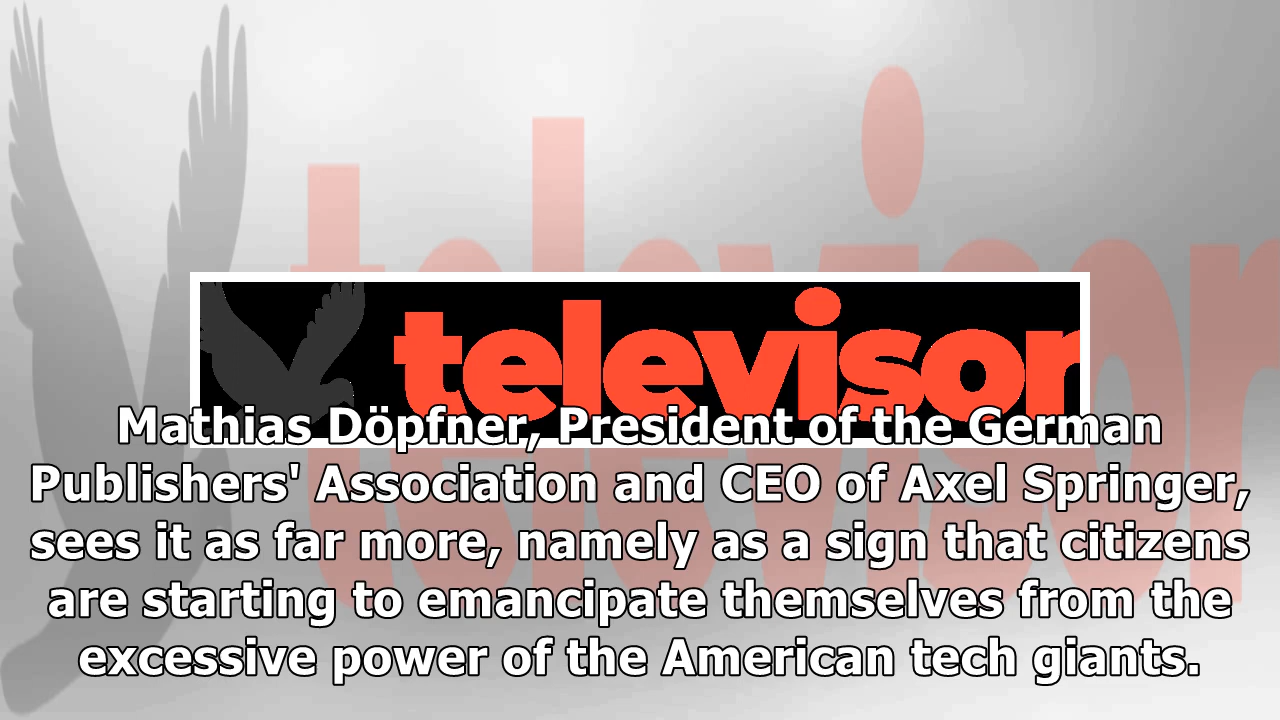 televisor
televisor
Mathias Döpfner, President of the German
Publishers' Association and CEO of Axel Springer,
sees it as far more, namely as a sign that citizens
are starting to emancipate themselves from the
excessive power of the American tech giants.